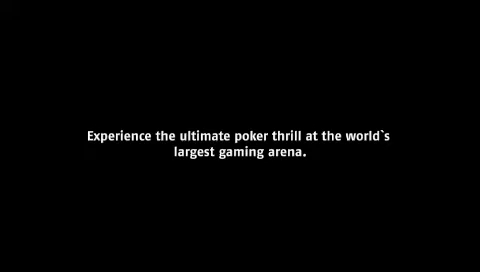 Experience the ultimate poker thrill at the world`s
largest gaming arena.